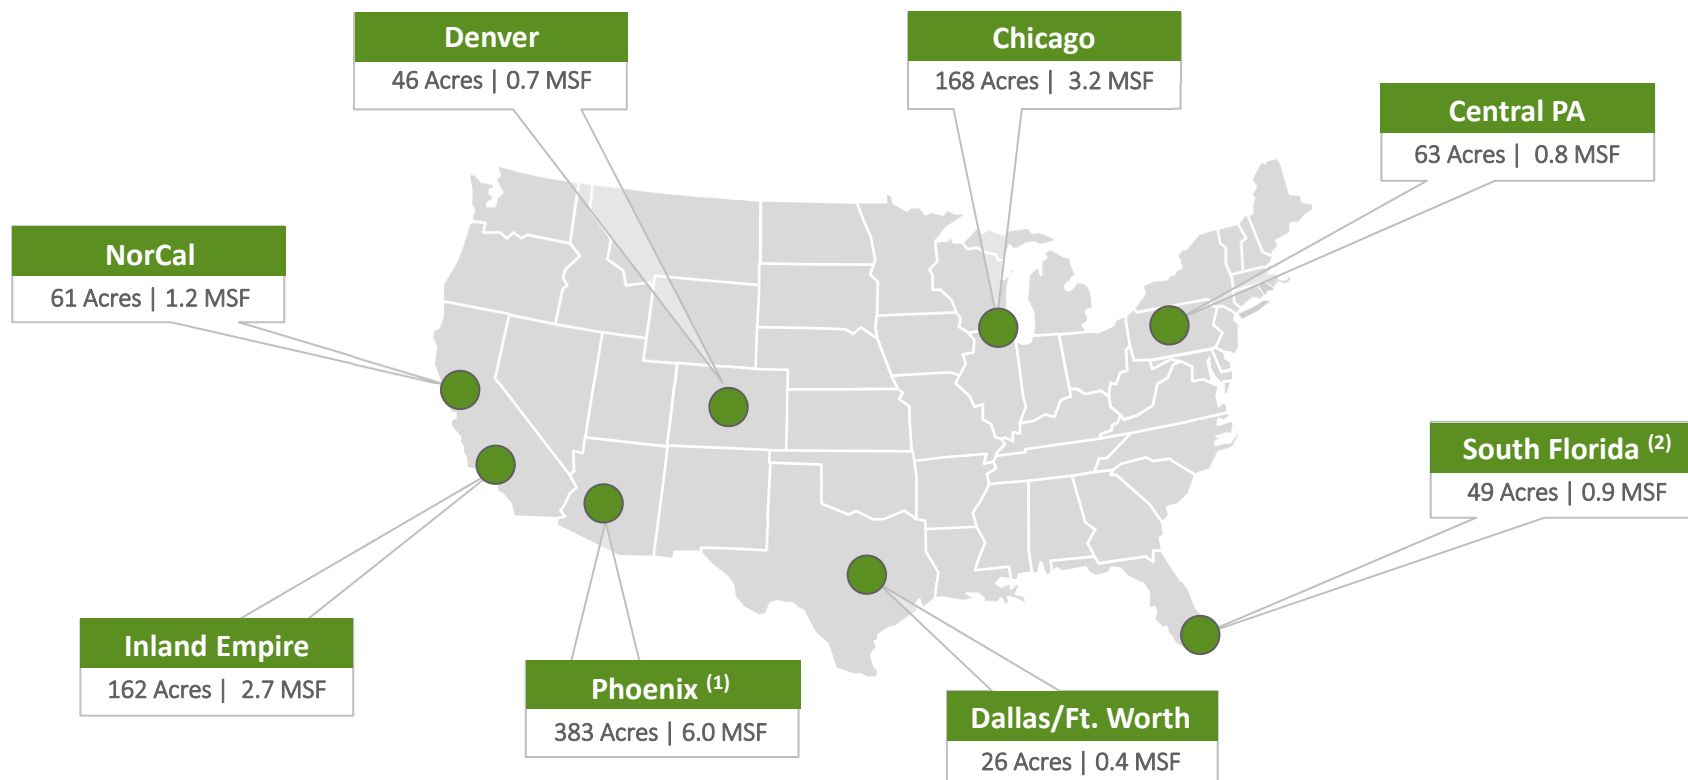 Denver
46 Acres | 0.7 MSF
Chicago
168 Acres | 3.2 MSF
Central PA
63 Acres | 0.8 MSF
NorCal
61 Acres | 1.2 MSF
South Florida (2)
49 Acres | 0.9 MSF
Inland Empire
162 Acres | 2.7 MSF
Phoenix (1)
383 Acres | 6.0 MSF
Dallas/Ft. Worth
26 Acres | 0.4 MSF